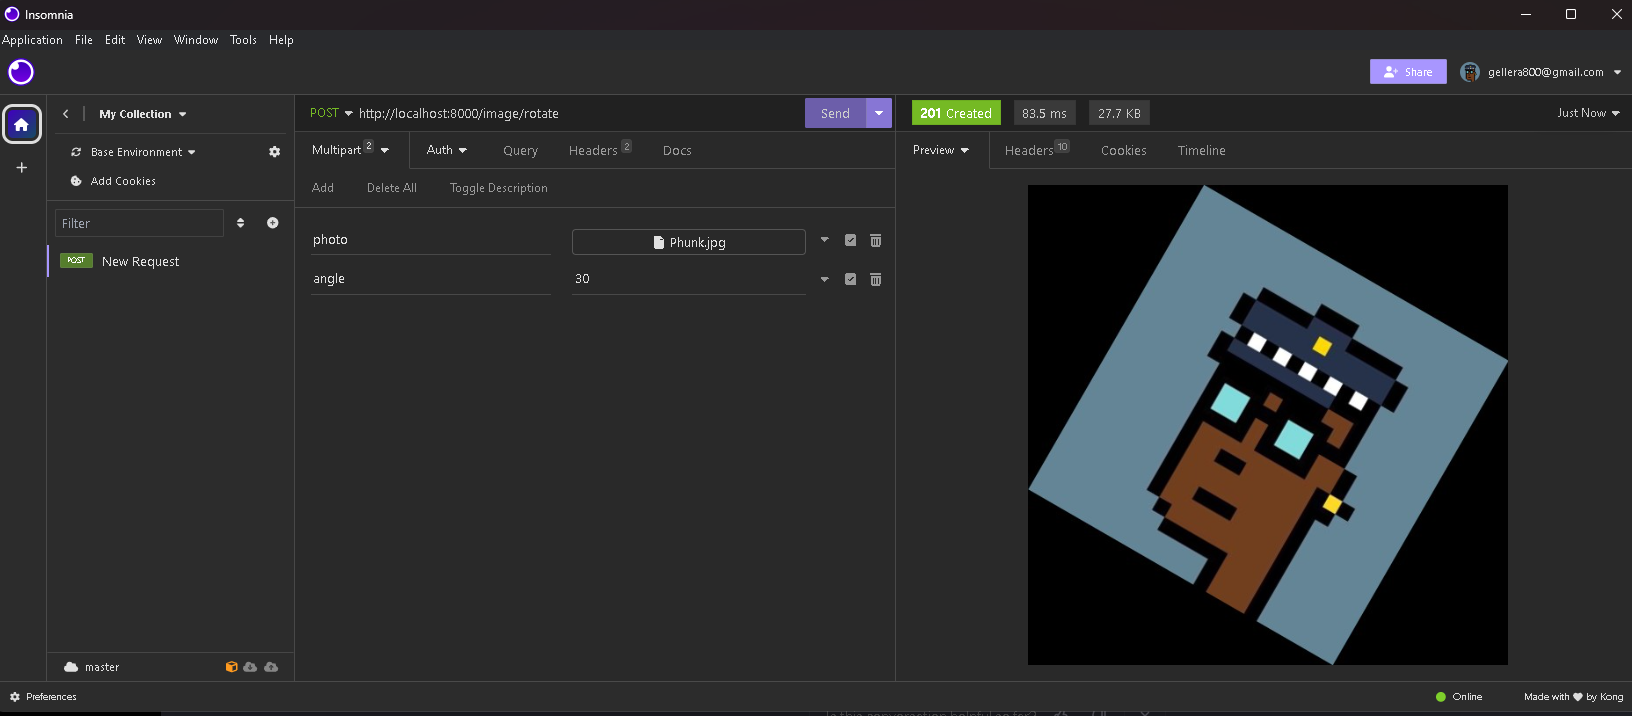 Insomnia
Application File Edit View Window Tools Help
Share gellera800@gmail.com
My Collection
POST http://localhost:8000/image/rotate Send
201 Created 83.5 ms 27.7 KB Just Now
Base Environment
Multipart 2 Auth Query Headers 2 Docs
Preview Headers 10 Cookies Timeline
Add Cookies
Add Delete All Toggle Description
Filter
photo Phunk.jpg
POST New Request
angle 30
master
Preferences
Online Made with by Kong